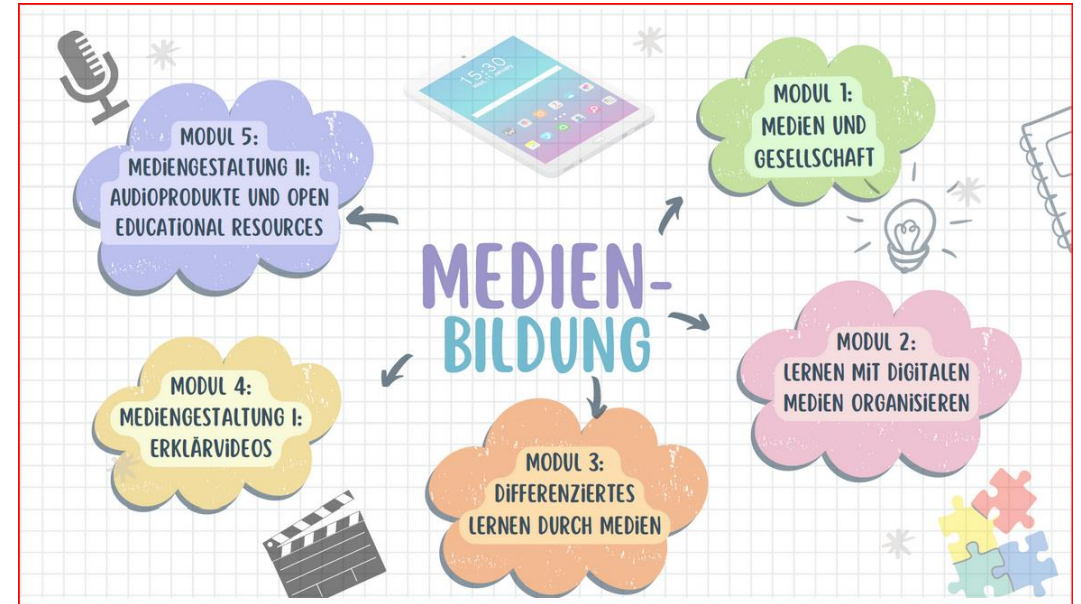 MEDIEN-
BILDUNG
MODUL 1:
MEDIEN UND
GESELLSCHAFT
MODUL 2:
LERNEN MIT DIGITALEN
MEDIEN ORGANISIEREN
MODUL 3:
DIFFERENZIERTES
LERNEN DURCH MEDIEN
MODUL 4:
MEDIENGESTALTUNG I:
ERKLÄRVIDEOS
MODUL 5:
MEDIENGESTALTUNG II:
AUDIOPRODUKTE UND OPEN
EDUCATIONAL RESOURCES
15:30